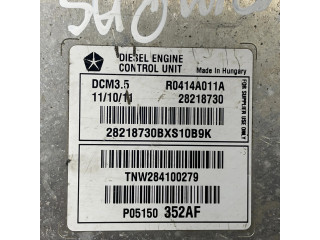 DIESEL ENGINE
CONTROL UNIT
Made in Hungary
DCM3.5 R0414A011A
11/10/11 28218730
FOR SUPPLIER
USE ONLY
28218730BXS10B9K
TNW284100279
P05150 352AF